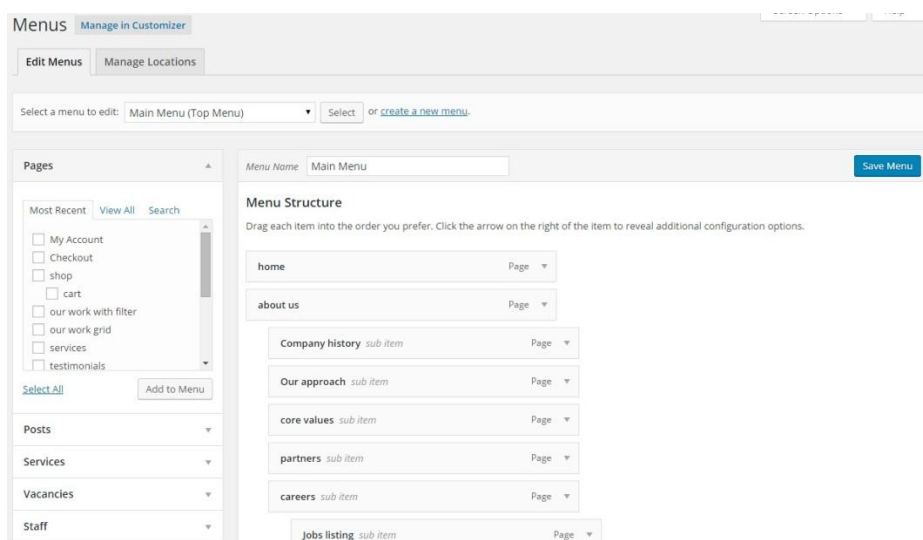 Menus Manage in Customizer
Edit Menus Manage Locations
Select a menu to edit: Main Menu (Top Menu) Select or create a new menu.
Pages
Most Recent View All Search
My Account
Checkout
shop
cart
our work with filter
our work grid
services
testimonials
Select All Add to Menu
Posts
Services
Vacancies
Staff
Menu Name Main Menu Save Menu
Menu Structure
Drag each item into the order you prefer. Click the arrow on the right of the item to reveal additional configuration options.
home Page
about us Page
Company history sub item Page
Our approach sub item Page
core values sub item Page
partners sub item Page
careers sub item Page
Jobs listing sub item Page